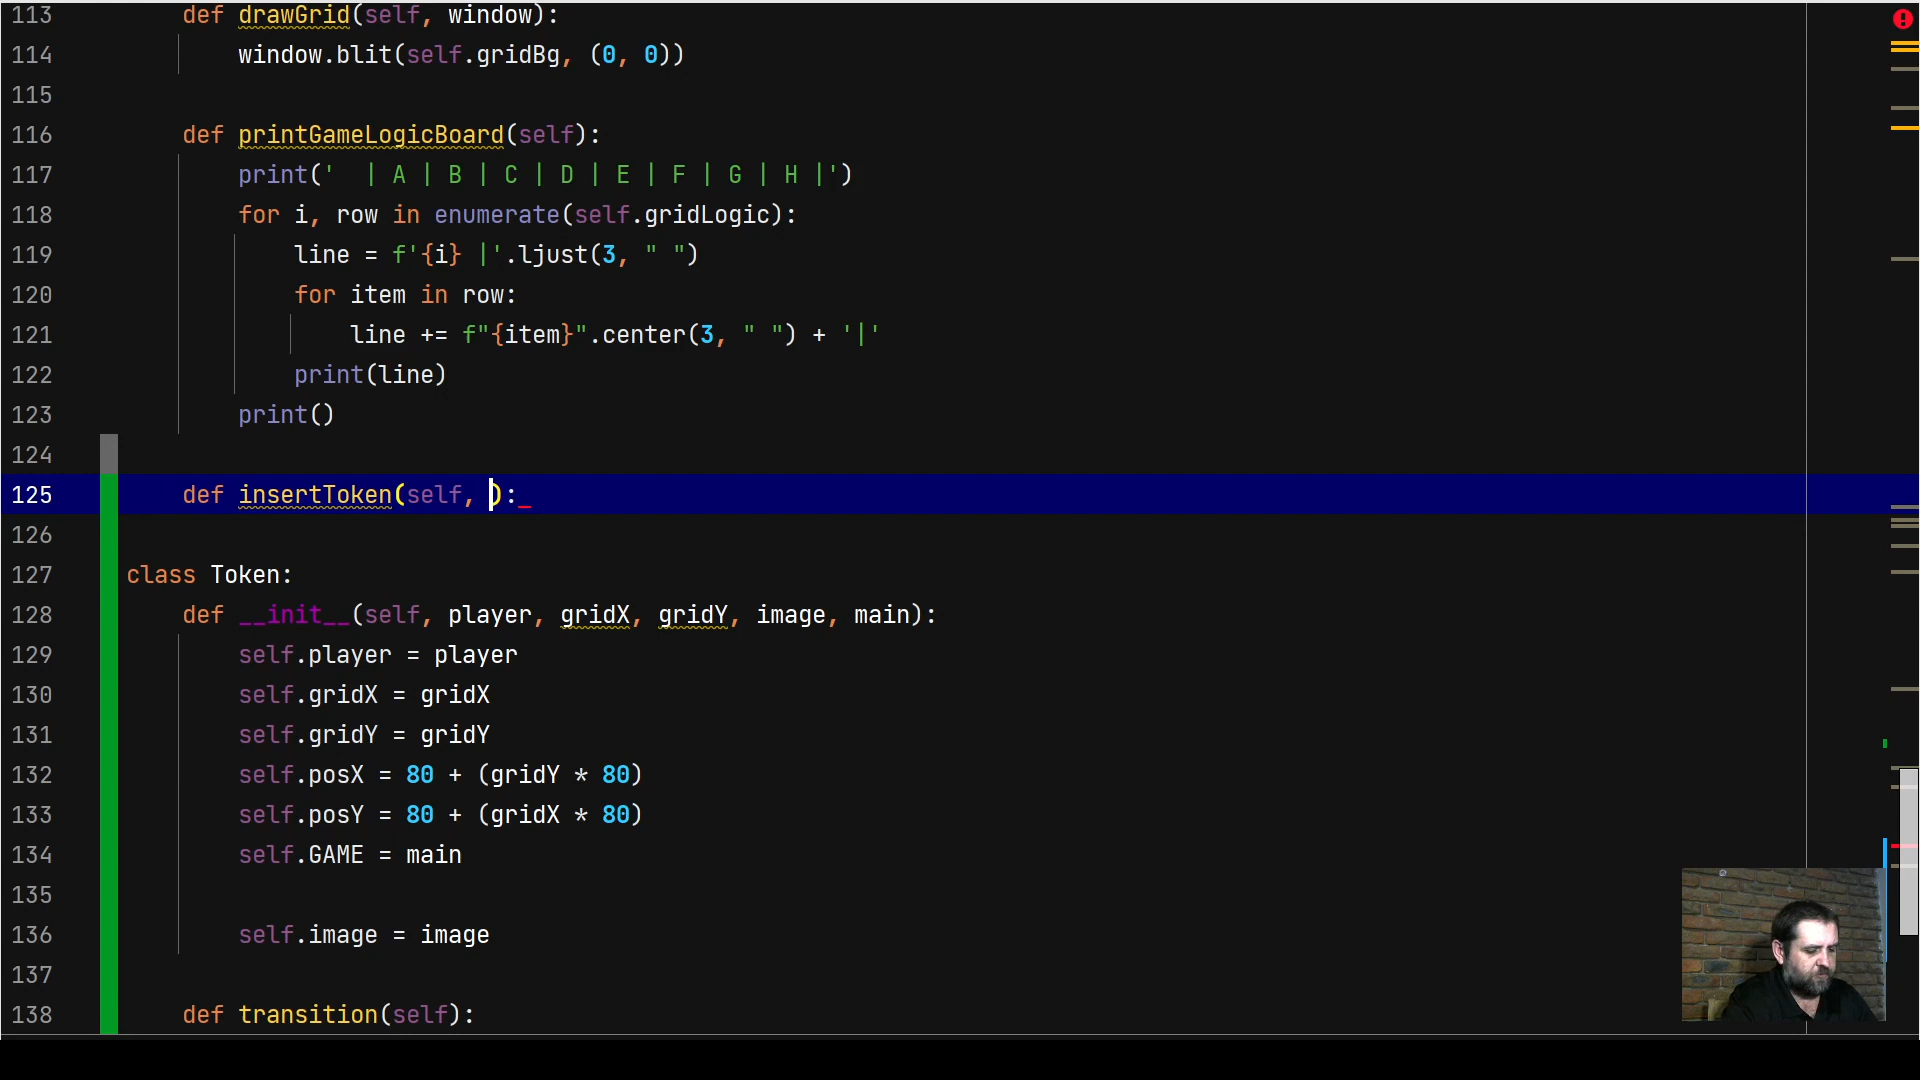 113 def drawGrid(self, window):
114 window.blit(self.gridBg, (0, 0))
115
116 def printGameLogicBoard(self):
117 print('  | A | B | C | D | E | F | G | H |')
118 for i, row in enumerate(self.gridLogic):
119 line = f'{i} |'.ljust(3, " ")
120 for item in row:
121 line += f"{item}".center(3, " ") + '|'
122 print(line)
123 print()
124
125 def insertToken(self, ):
126
127 class Token:
128 def __init__(self, player, gridX, gridY, image, main):
129 self.player = player
130 self.gridX = gridX
131 self.gridY = gridY
132 self.posX = 80 + (gridY * 80)
133 self.posY = 80 + (gridX * 80)
134 self.GAME = main
135
136 self.image = image
137
138 def transition(self):